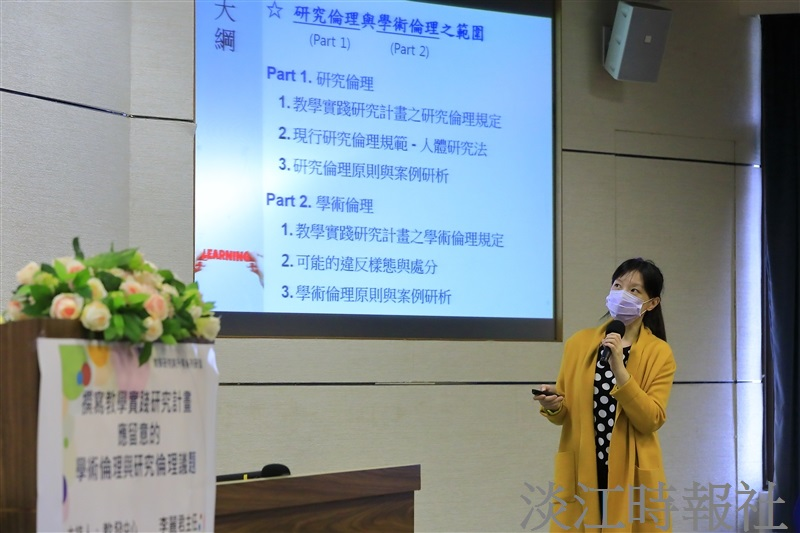 大綱
☆ 研究倫理與學術倫理之範圍
(Part 1) (Part 2)
Part 1. 研究倫理
1. 教學實踐研究計畫之研究倫理規定
2. 現行研究倫理規範 - 人體研究法
3. 研究倫理原則與案例研析
Part 2. 學術倫理
1. 教學實踐研究計畫之學術倫理規定
2. 可能的違反樣態與處分
3. 學術倫理原則與案例研析
LEARNING
撰寫教學實踐研究計畫
應留意的
學術倫理與研究倫理議題
李麗君主任
淡江時報社